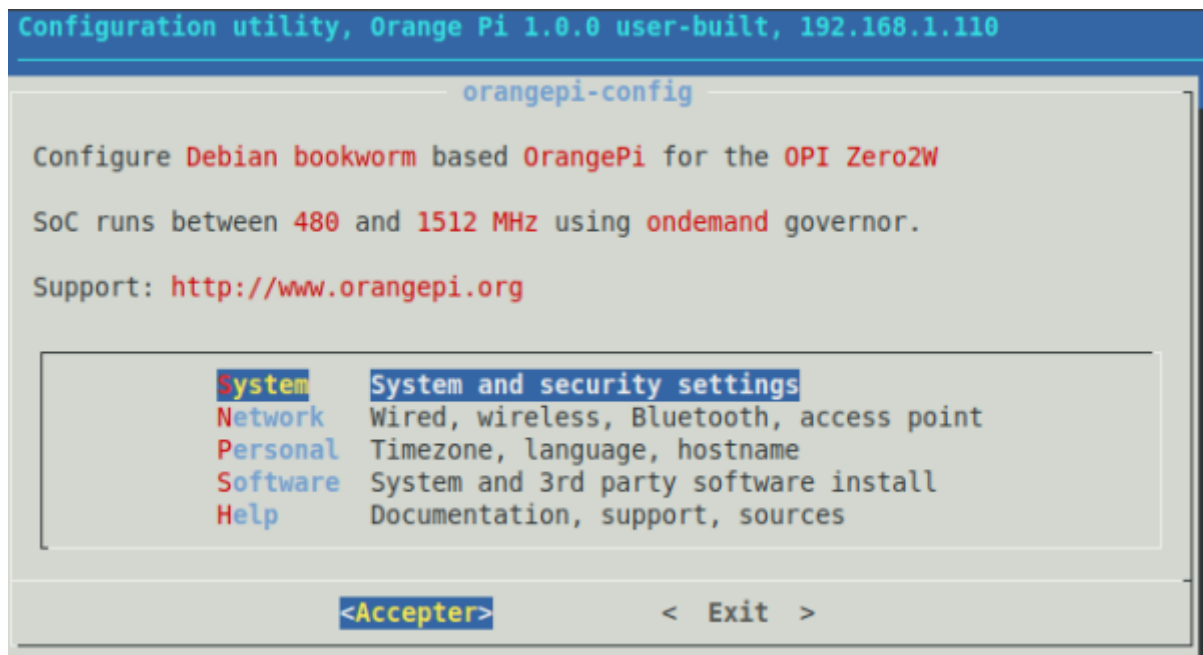 Configuration utility, Orange Pi 1.0.0 user-built, 192.168.1.110
orangepi-config
Configure Debian bookworm based OrangePi for the OPI Zero2W
SoC runs between 480 and 1512 MHz using ondemand governor.
Support: http://www.orangepi.org
System System and security settings
Network Wired, wireless, Bluetooth, access point
Personal Timezone, language, hostname
Software System and 3rd party software install
Help Documentation, support, sources
<Accepter> < Exit >